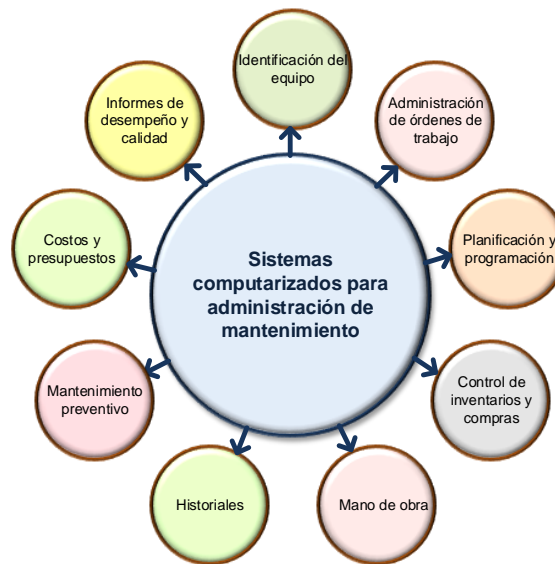 Identificación del
equipo
Administración
de órdenes de
trabajo
Planificación y
programación
Control de
inventarios y
compras
Mano de obra
Historiales
Mantenimiento
preventivo
Costos y
presupuestos
Informes de
desempeño y
calidad
Sistemas
computarizados para
administración de
mantenimiento